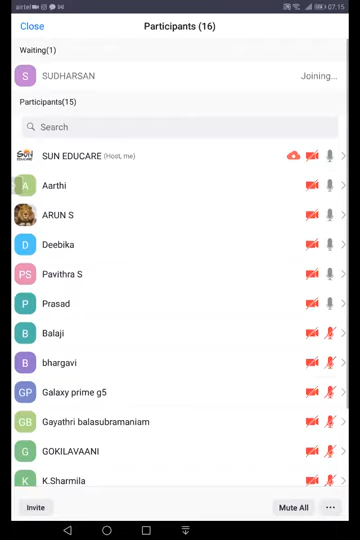 airtel
07:15
Close
Participants (16)
Waiting(1)
S
SUDHARSAN
Joining...
Participants(15)
Search
SUN EDUCARE
SUN EDUCARE (Host, me)
A
Aarthi
ARUN S
D
Deebika
PS
Pavithra S
P
Prasad
B
Balaji
B
bhargavi
GP
Galaxy prime g5
GB
Gayathri balasubramaniam
G
GOKILAVAANI
K
K.Sharmila
Invite
Mute All